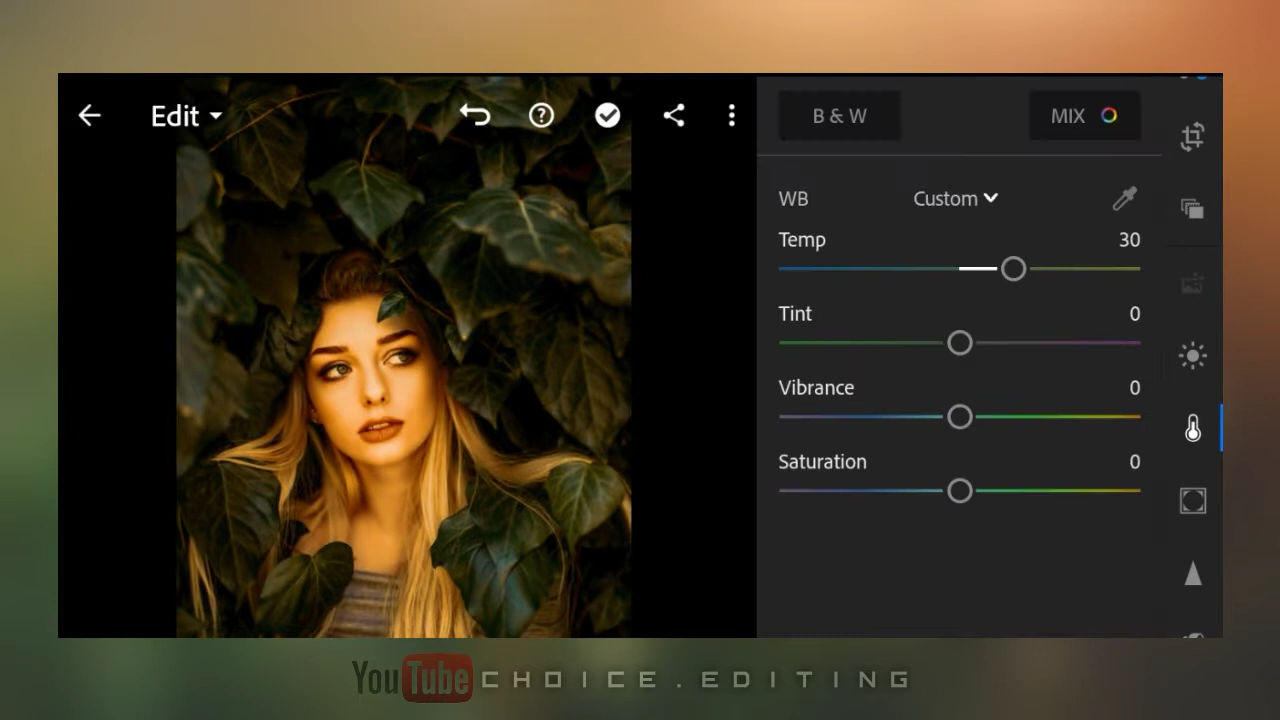 Edit
B & W
MIX
WB Custom
Temp 30
Tint 0
Vibrance 0
Saturation 0
YouTube CHOICE.EDITING